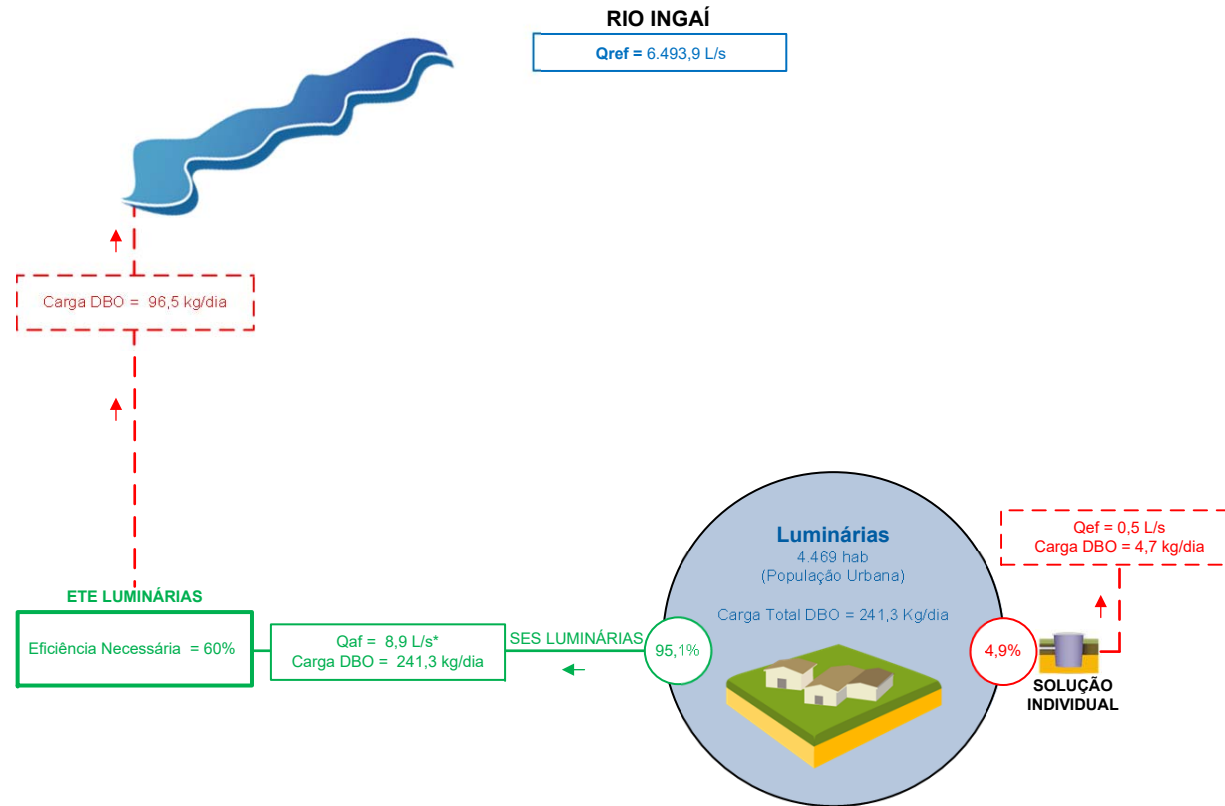 RIO INGAÍ
Qref = 6.493,9 L/s
Carga DBO = 96,5 kg/dia
ETE LUMINÁRIAS
Eficiência Necessária = 60%
Qaf = 8,9 L/s*
Carga DBO = 241,3 kg/dia
SES LUMINÁRIAS
95,1%
Luminárias
4.469 hab
(População Urbana)
Carga Total DBO = 241,3 Kg/dia
4,9%
SOLUÇÃO
INDIVIDUAL
Qef = 0,5 L/s
Carga DBO = 4,7 kg/dia